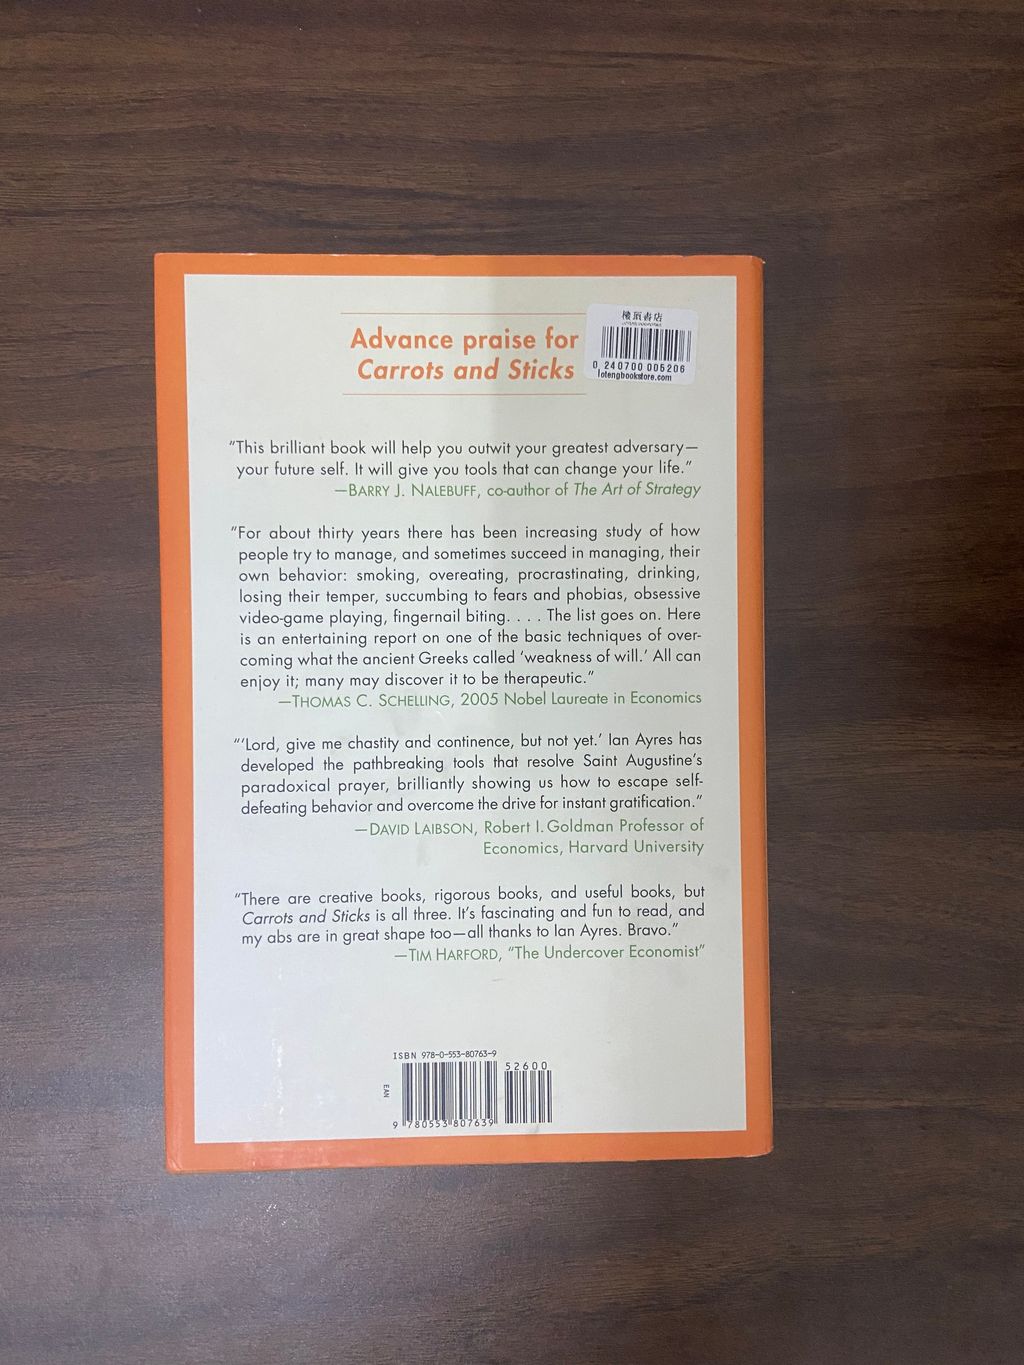 Advance praise for
Carrots and Sticks
樓頂書店
0 240700 005206
lotengbookstore.com
“This brilliant book will help you outwit your greatest adversary—
your future self. It will give you tools that can change your life.”
—BARRY J. NALEBUFF, co-author of The Art of Strategy
“For about thirty years there has been increasing study of how
people try to manage, and sometimes succeed in managing, their
own behavior: smoking, overeating, procrastinating, drinking,
losing their temper, succumbing to fears and phobias, obsessive
video-game playing, fingernail biting. . . . The list goes on. Here
is an entertaining report on one of the basic techniques of over-
coming what the ancient Greeks called ‘weakness of will.’ All can
enjoy it; many may discover it to be therapeutic.”
—THOMAS C. SCHELLING, 2005 Nobel Laureate in Economics
“‘Lord, give me chastity and continence, but not yet.’ Ian Ayres has
developed the pathbreaking tools that resolve Saint Augustine’s
paradoxical prayer, brilliantly showing us how to escape self-
defeating behavior and overcome the drive for instant gratification.”
—DAVID LAIBSON, Robert I. Goldman Professor of
Economics, Harvard University
“There are creative books, rigorous books, and useful books, but
Carrots and Sticks is all three. It’s fascinating and fun to read, and
my abs are in great shape too—all thanks to Ian Ayres. Bravo.”
—TIM HARFORD, “The Undercover Economist”
ISBN 978-0-553-80763-9
52600
EAN
9 780553 807639